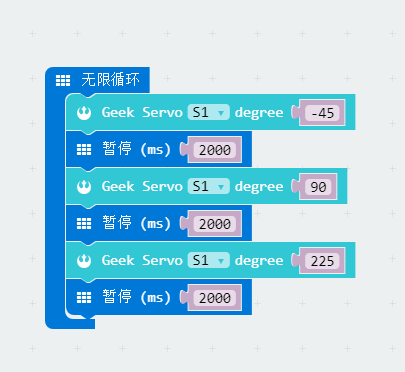 无限循环
Geek Servo S1 degree -45
暂停 (ms) 2000
Geek Servo S1 degree 90
暂停 (ms) 2000
Geek Servo S1 degree 225
暂停 (ms) 2000